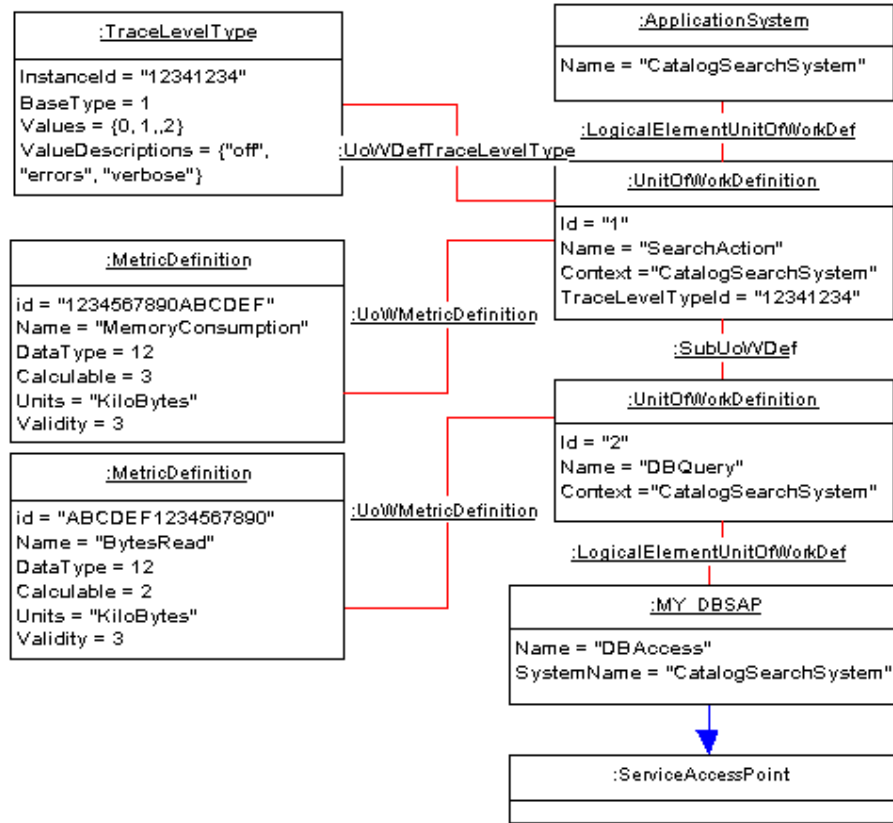 :TraceLevelType
InstanceId = "12341234"
BaseType = 1
Values = {0, 1,,2}
ValueDescriptions = {"off",
"errors", "verbose"}
:ApplicationSystem
Name = "CatalogSearchSystem"
:LogicalElementUnitOfWorkDef
:UoWDefTraceLevelType
:UnitOfWorkDefinition
Id = "1"
Name = "SearchAction"
Context ="CatalogSearchSystem"
TraceLevelTypeId = "12341234"
:MetricDefinition
id = "1234567890ABCDEF"
Name = "MemoryConsumption"
DataType = 12
Calculable = 3
Units = "KiloBytes"
Validity = 3
:UoWMetricDefinition
:SubUoWDef
:UnitOfWorkDefinition
Id = "2"
Name = "DBQuery"
Context ="CatalogSearchSystem"
:MetricDefinition
id = "ABCDEF1234567890"
Name = "BytesRead"
DataType = 12
Calculable = 2
Units = "KiloBytes"
Validity = 3
:UoWMetricDefinition
:LogicalElementUnitOfWorkDef
:MY_DBSAP
Name = "DBAccess"
SystemName = "CatalogSearchSystem"
:ServiceAccessPoint